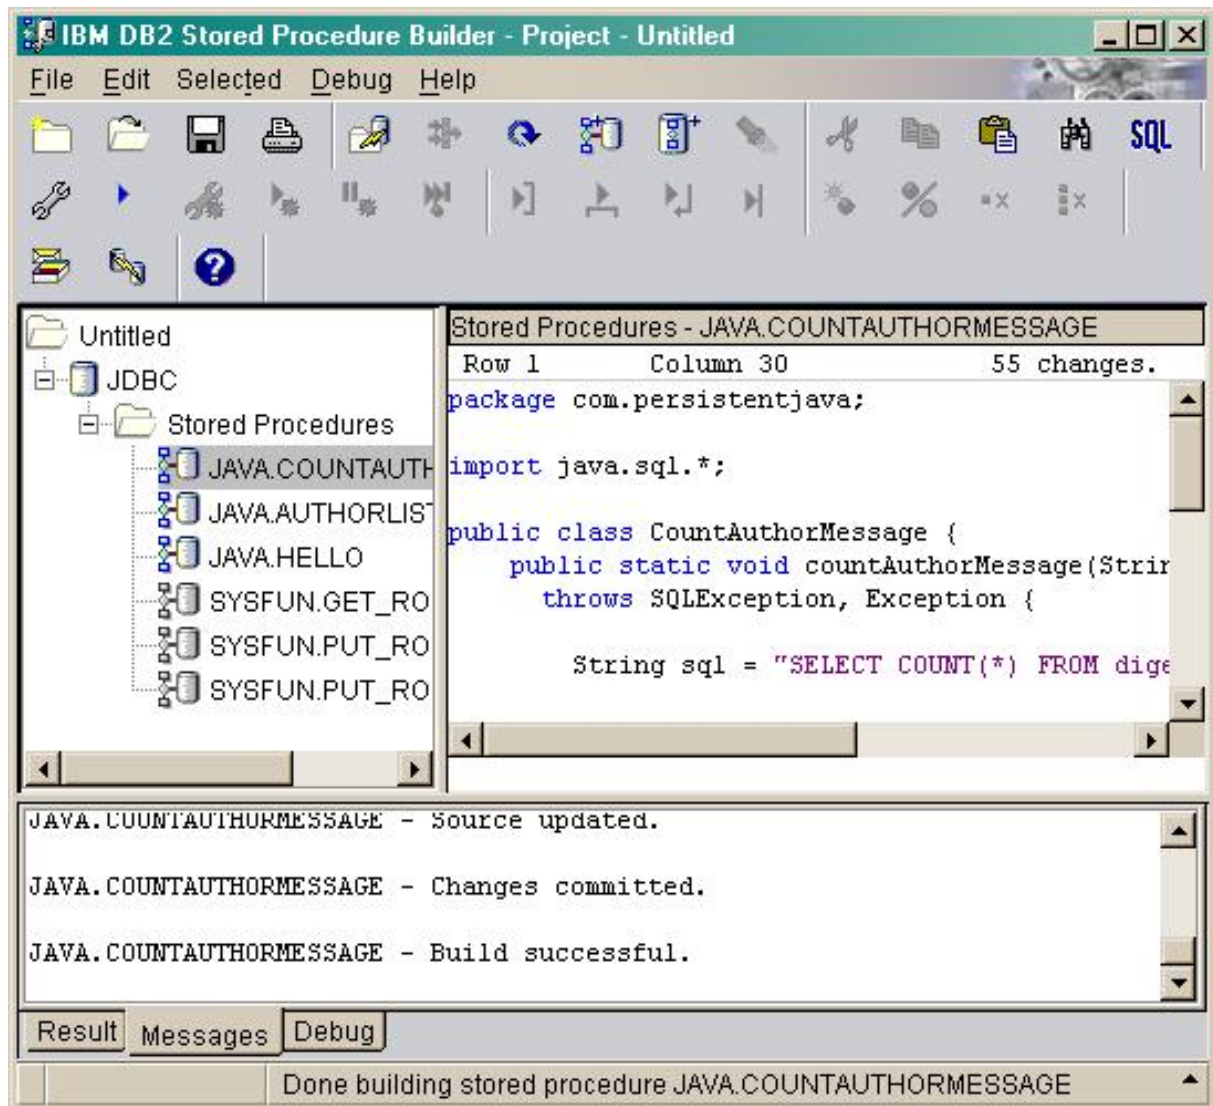 IBM DB2 Stored Procedure Builder - Project - Untitled
File Edit Selected Debug Help
SQL
Untitled
JDBC
Stored Procedures
JAVA.COUNTAUTH
JAVA.AUTHORLIST
JAVA.HELLO
SYSFUN.GET_RO
SYSFUN.PUT_RO
SYSFUN.PUT_RO
Stored Procedures - JAVA.COUNTAUTHORMESSAGE
Row 1 Column 30 55 changes.
package com.persistentjava;
import java.sql.*;
public class CountAuthorMessage {
public static void countAuthorMessage(Strin
throws SQLException, Exception {
String sql = "SELECT COUNT(*) FROM dige
JAVA.COUNTAUTHORMESSAGE - Source updated.
JAVA.COUNTAUTHORMESSAGE - Changes committed.
JAVA.COUNTAUTHORMESSAGE - Build successful.
Result Messages Debug
Done building stored procedure JAVA.COUNTAUTHORMESSAGE